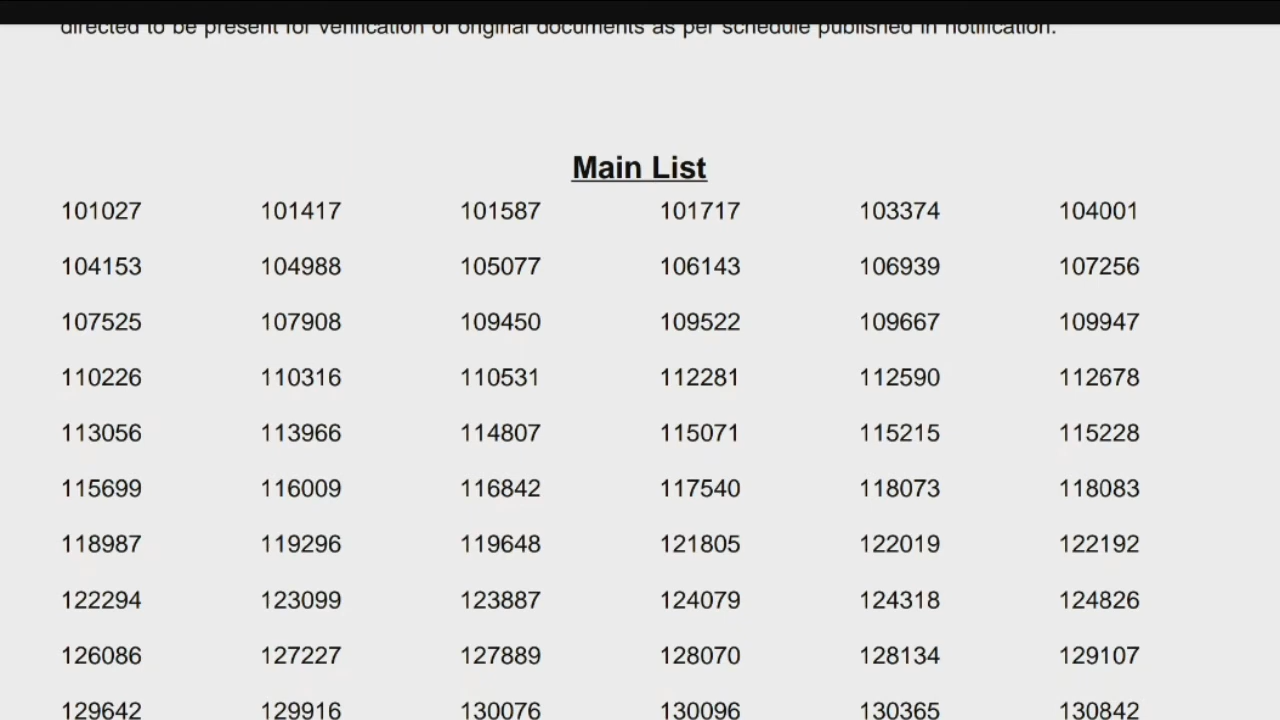 directed to be present for verification of original documents as per schedule published in notification.
Main List
101027 101417 101587 101717 103374 104001
104153 104988 105077 106143 106939 107256
107525 107908 109450 109522 109667 109947
110226 110316 110531 112281 112590 112678
113056 113966 114807 115071 115215 115228
115699 116009 116842 117540 118073 118083
118987 119296 119648 121805 122019 122192
122294 123099 123887 124079 124318 124826
126086 127227 127889 128070 128134 129107
129642 129916 130076 130096 130365 130842